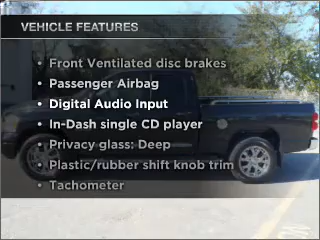 VEHICLE FEATURES
• Front Ventilated disc brakes
• Passenger Airbag
• Digital Audio Input
• In-Dash single CD player
• Privacy glass: Deep
• Plastic/rubber shift knob trim
• Tachometer